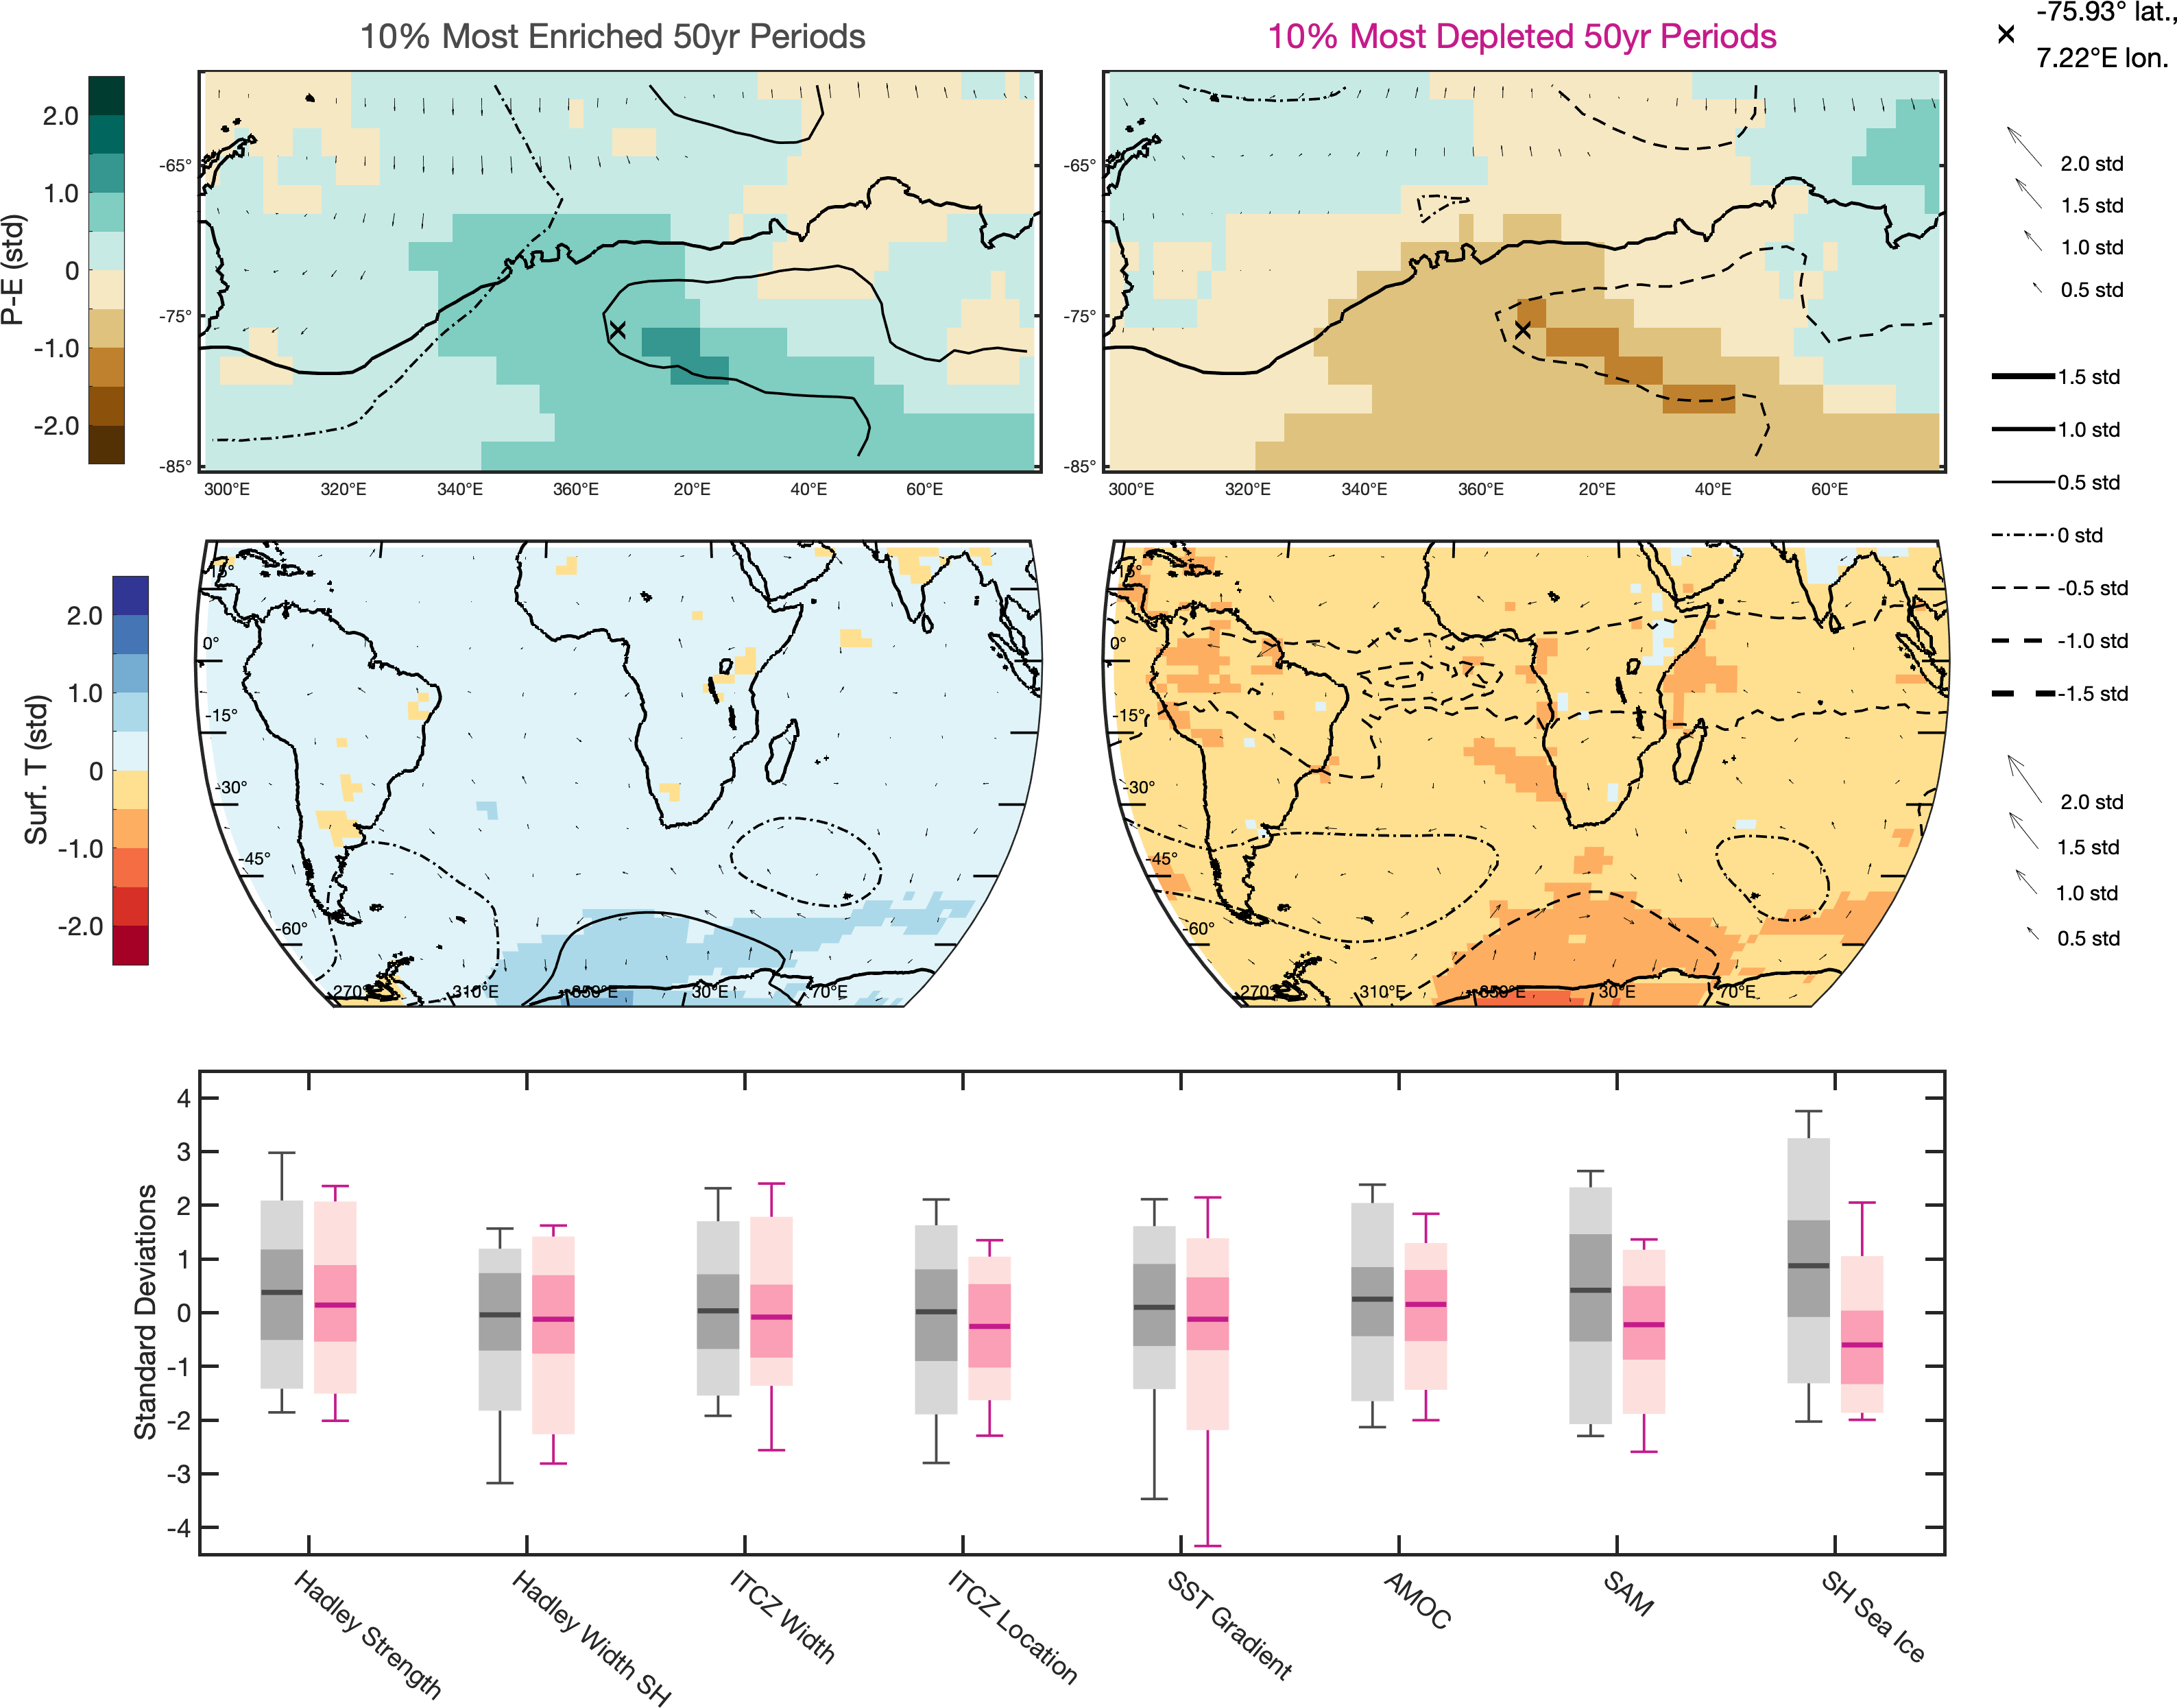 10% Most Enriched 50yr Periods
10% Most Depleted 50yr Periods
-75.93° lat.,
7.22°E lon.
P-E (std)
2.0
1.0
0
-1.0
-2.0
-65°
-75°
-85°
300°E 320°E 340°E 360°E 20°E 40°E 60°E
-65°
-75°
-85°
300°E 320°E 340°E 360°E 20°E 40°E 60°E
2.0 std
1.5 std
1.0 std
0.5 std
1.5 std
1.0 std
0.5 std
0 std
-0.5 std
-1.0 std
-1.5 std
Surf. T (std)
2.0
1.0
0
-1.0
-2.0
15°
0°
-15°
-30°
-45°
-60°
270° 310°E 350°E 30°E 70°E
15°
0°
-15°
-30°
-45°
-60°
270° 310°E 350°E 30°E 70°E
2.0 std
1.5 std
1.0 std
0.5 std
Standard Deviations
4
3
2
1
0
-1
-2
-3
-4
Hadley Strength
Hadley Width SH
ITCZ Width
ITCZ Location
SST Gradient
AMOC
SAM
SH Sea Ice